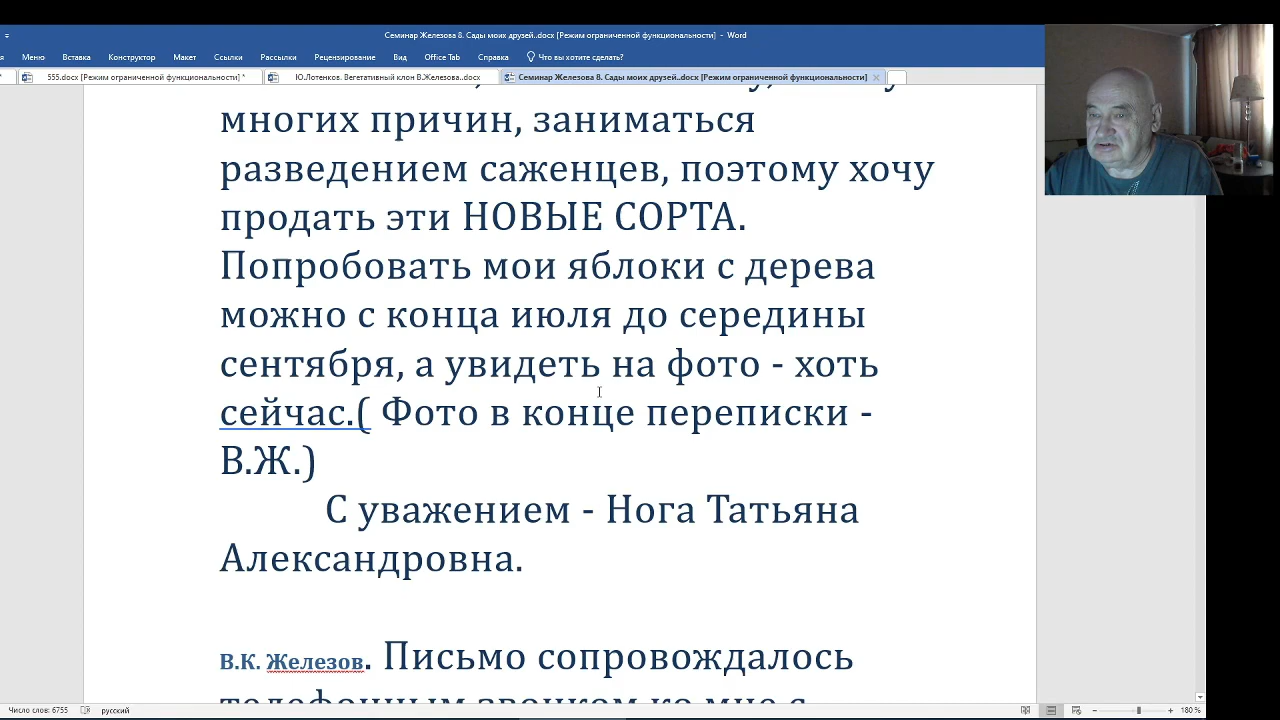 Семинар Железова 8. Сады моих друзей..docx [Режим ограниченной функциональности] - Word
Меню Вставка Конструктор Макет Ссылки Рассылки Рецензирование Вид Office Tab Справка Что вы хотите сделать?
555.docx [Режим ограниченной функциональности] * Ю.Лотенков. Вегетативный клон В.Железова..docx Семинар Железова 8. Сады моих друзей..docx [Режим ограниченной функциональности]
многих причин, заниматься
разведением саженцев, поэтому хочу
продать эти НОВЫЕ СОРТА.
Попробовать мои яблоки с дерева
можно с конца июля до середины
сентября, а увидеть на фото - хоть
сейчас.( Фото в конце переписки -
В.Ж.)
С уважением - Нога Татьяна
Александровна.
В.К. Железов. Письмо сопровождалось
телефонным звонком ко мне с
Число слов: 6755 русский 180 %